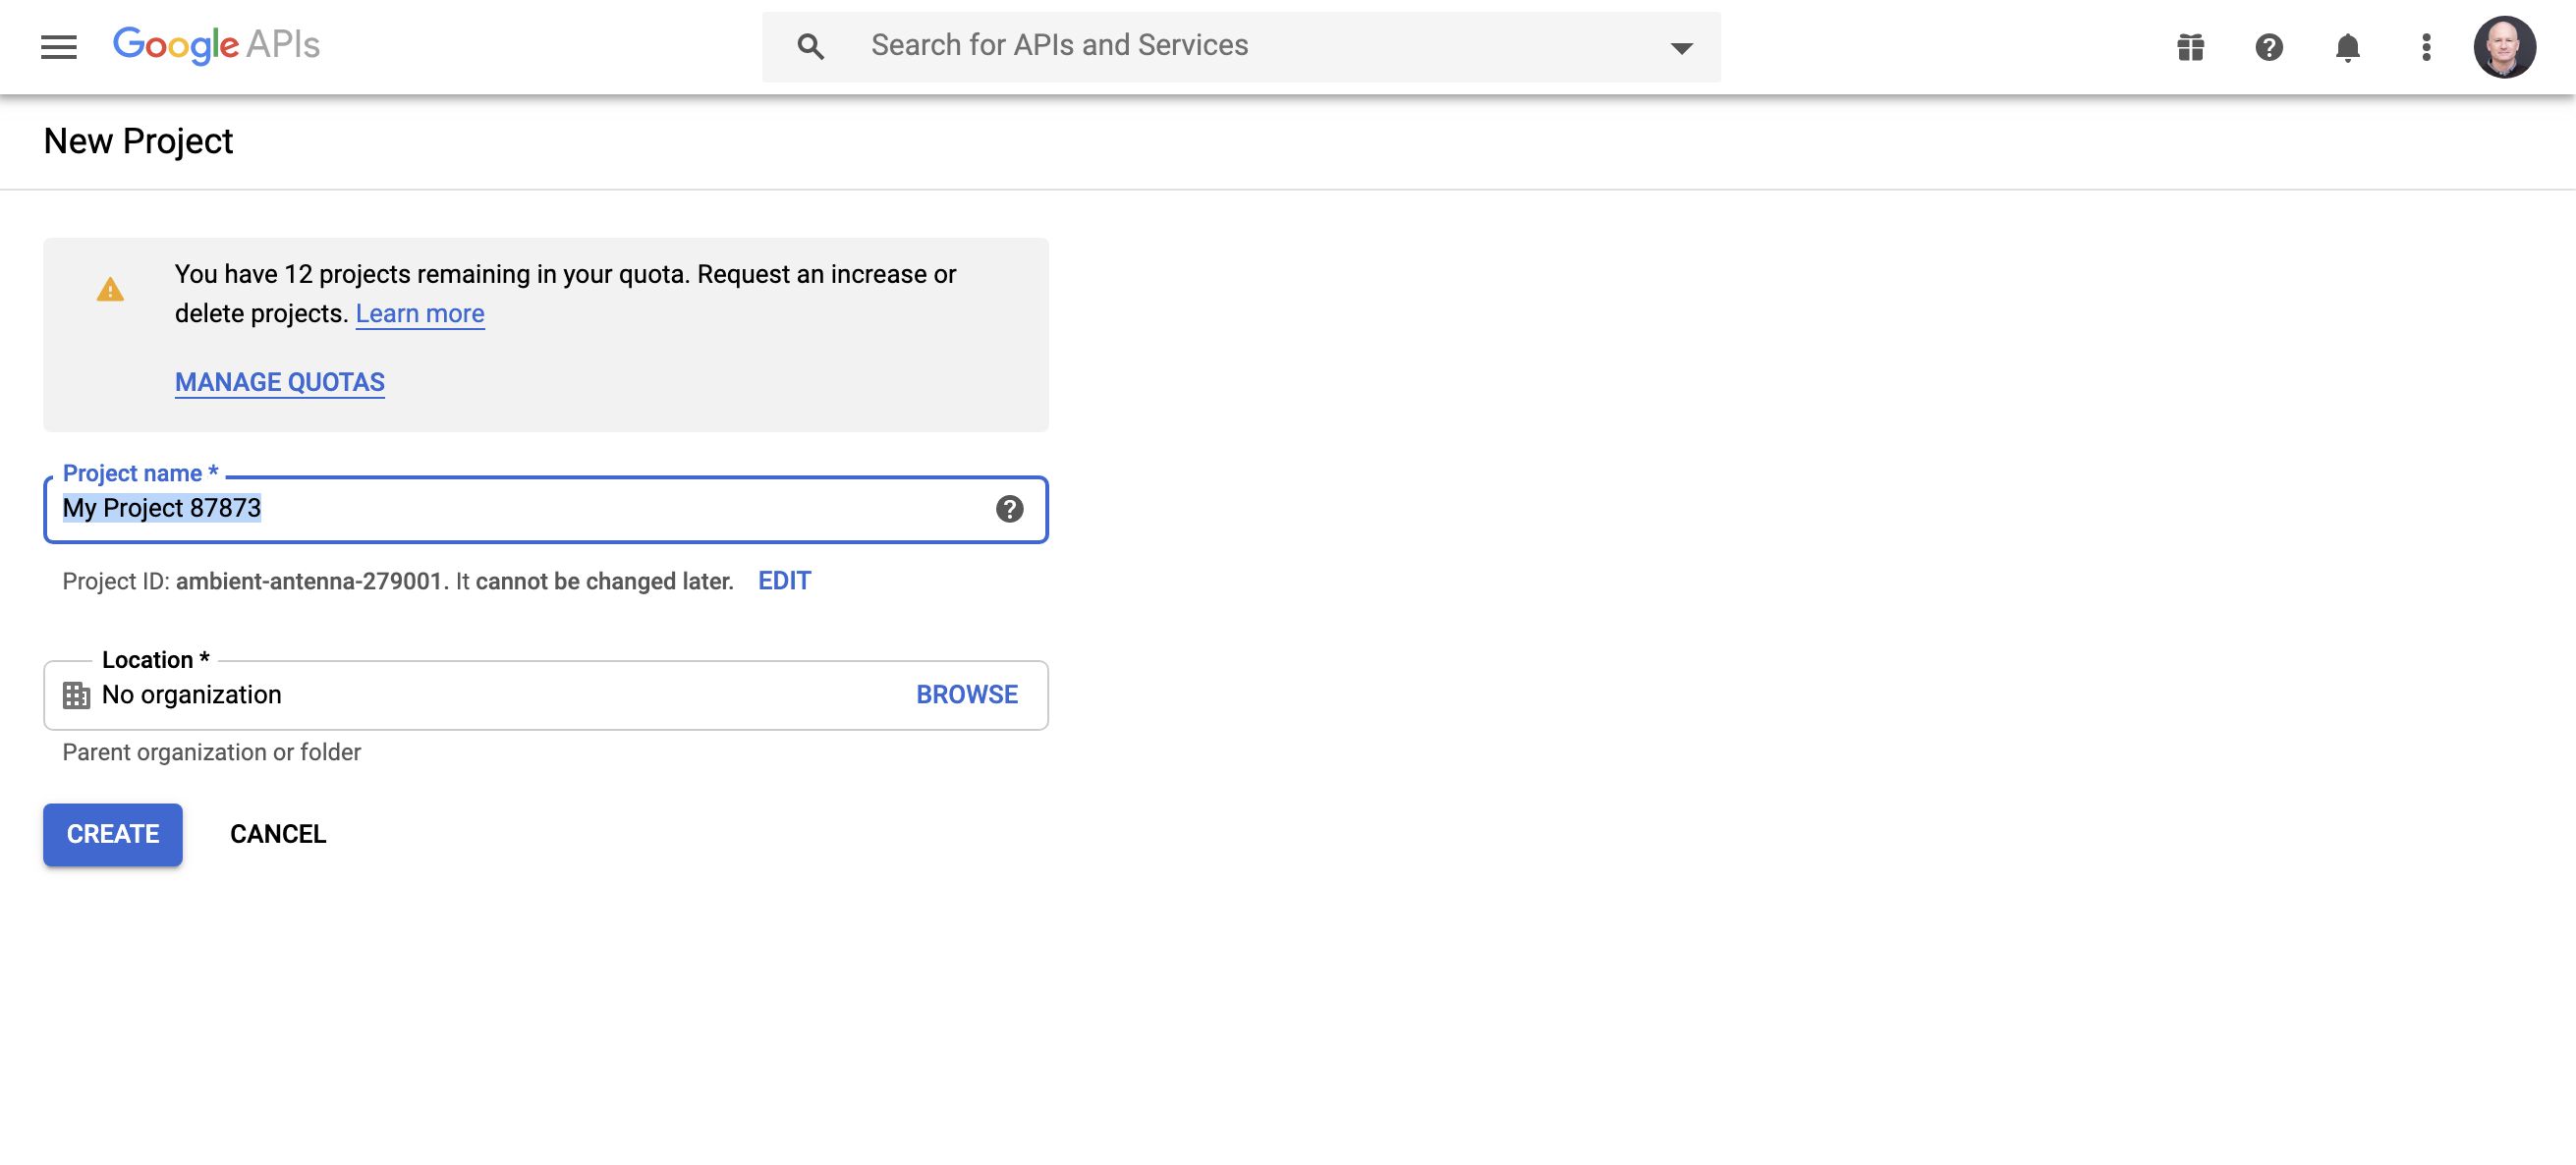 Google APIs
Search for APIs and Services
New Project
You have 12 projects remaining in your quota. Request an increase or
delete projects. Learn more
MANAGE QUOTAS
Project name *
My Project 87873
Project ID: ambient-antenna-279001. It cannot be changed later. EDIT
Location *
No organization BROWSE
Parent organization or folder
CREATE CANCEL